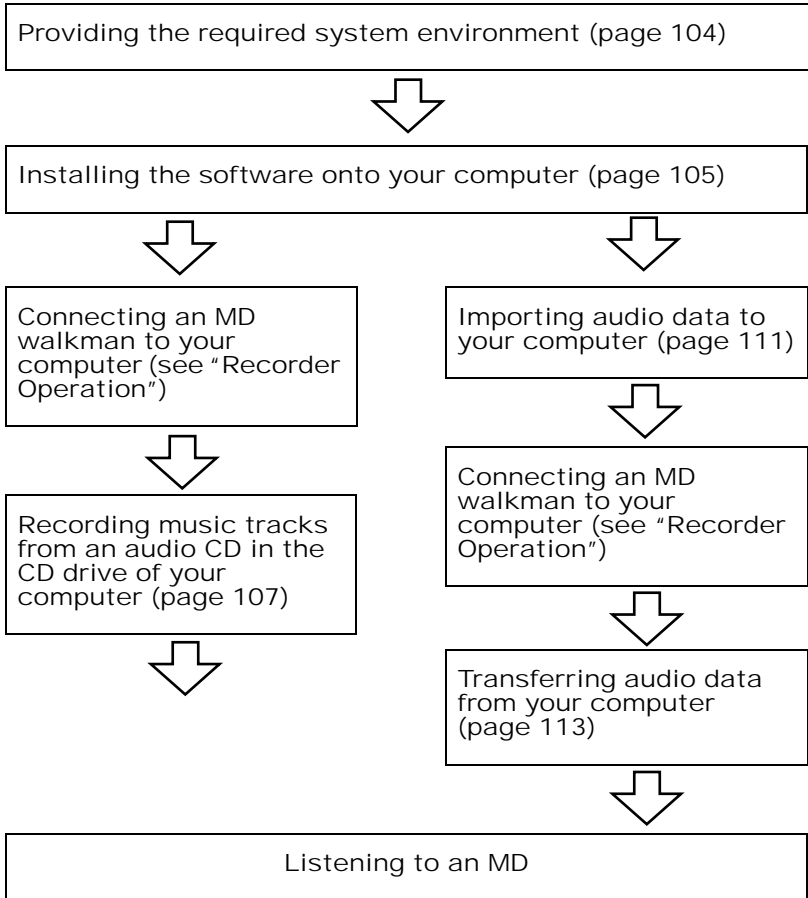 Providing the required system environment (page 104)
Installing the software onto your computer (page 105)
Connecting an MD
walkman to your
computer (see “Recorder
Operation”)
Recording music tracks
from an audio CD in the
CD drive of your
computer (page 107)
Importing audio data to
your computer (page 111)
Connecting an MD
walkman to your
computer (see “Recorder
Operation”)
Transferring audio data
from your computer
(page 113)
Listening to an MD